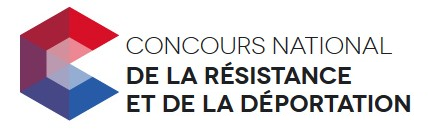 CONCOURS NATIONAL
DE LA RÉSISTANCE
ET DE LA DÉPORTATION